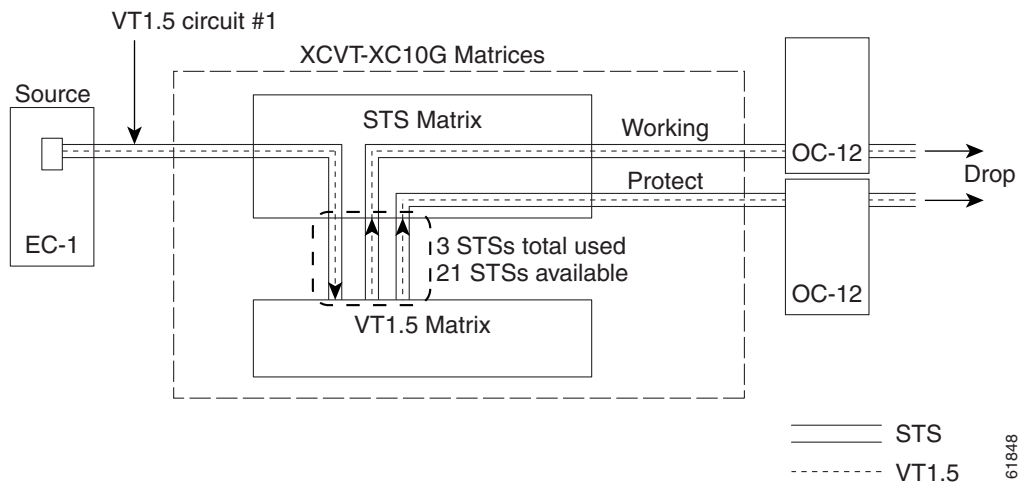 VT1.5 circuit #1
XCVT-XC10G Matrices
Source
STS Matrix
Working
OC-12
Drop
Protect
EC-1
3 STSs total used
21 STSs available
OC-12
VT1.5 Matrix
STS
VT1.5
61848